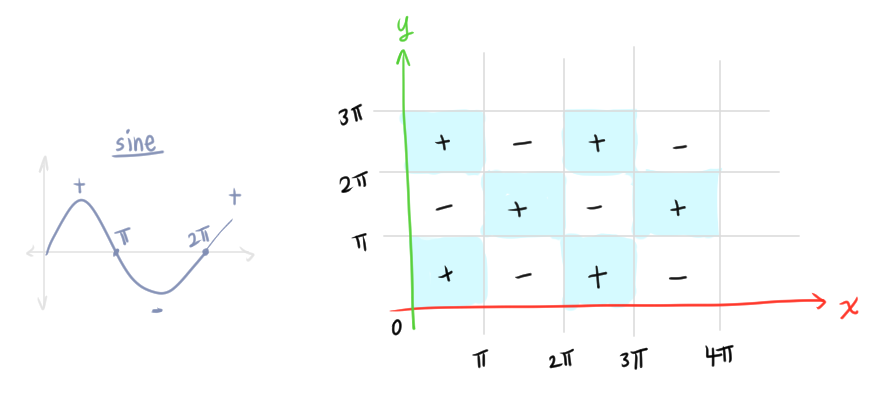 sine
+
π
2π
+
-
y
3π
+ - + -
2π
- + - +
π
+ - + -
0
x
π 2π 3π 4π